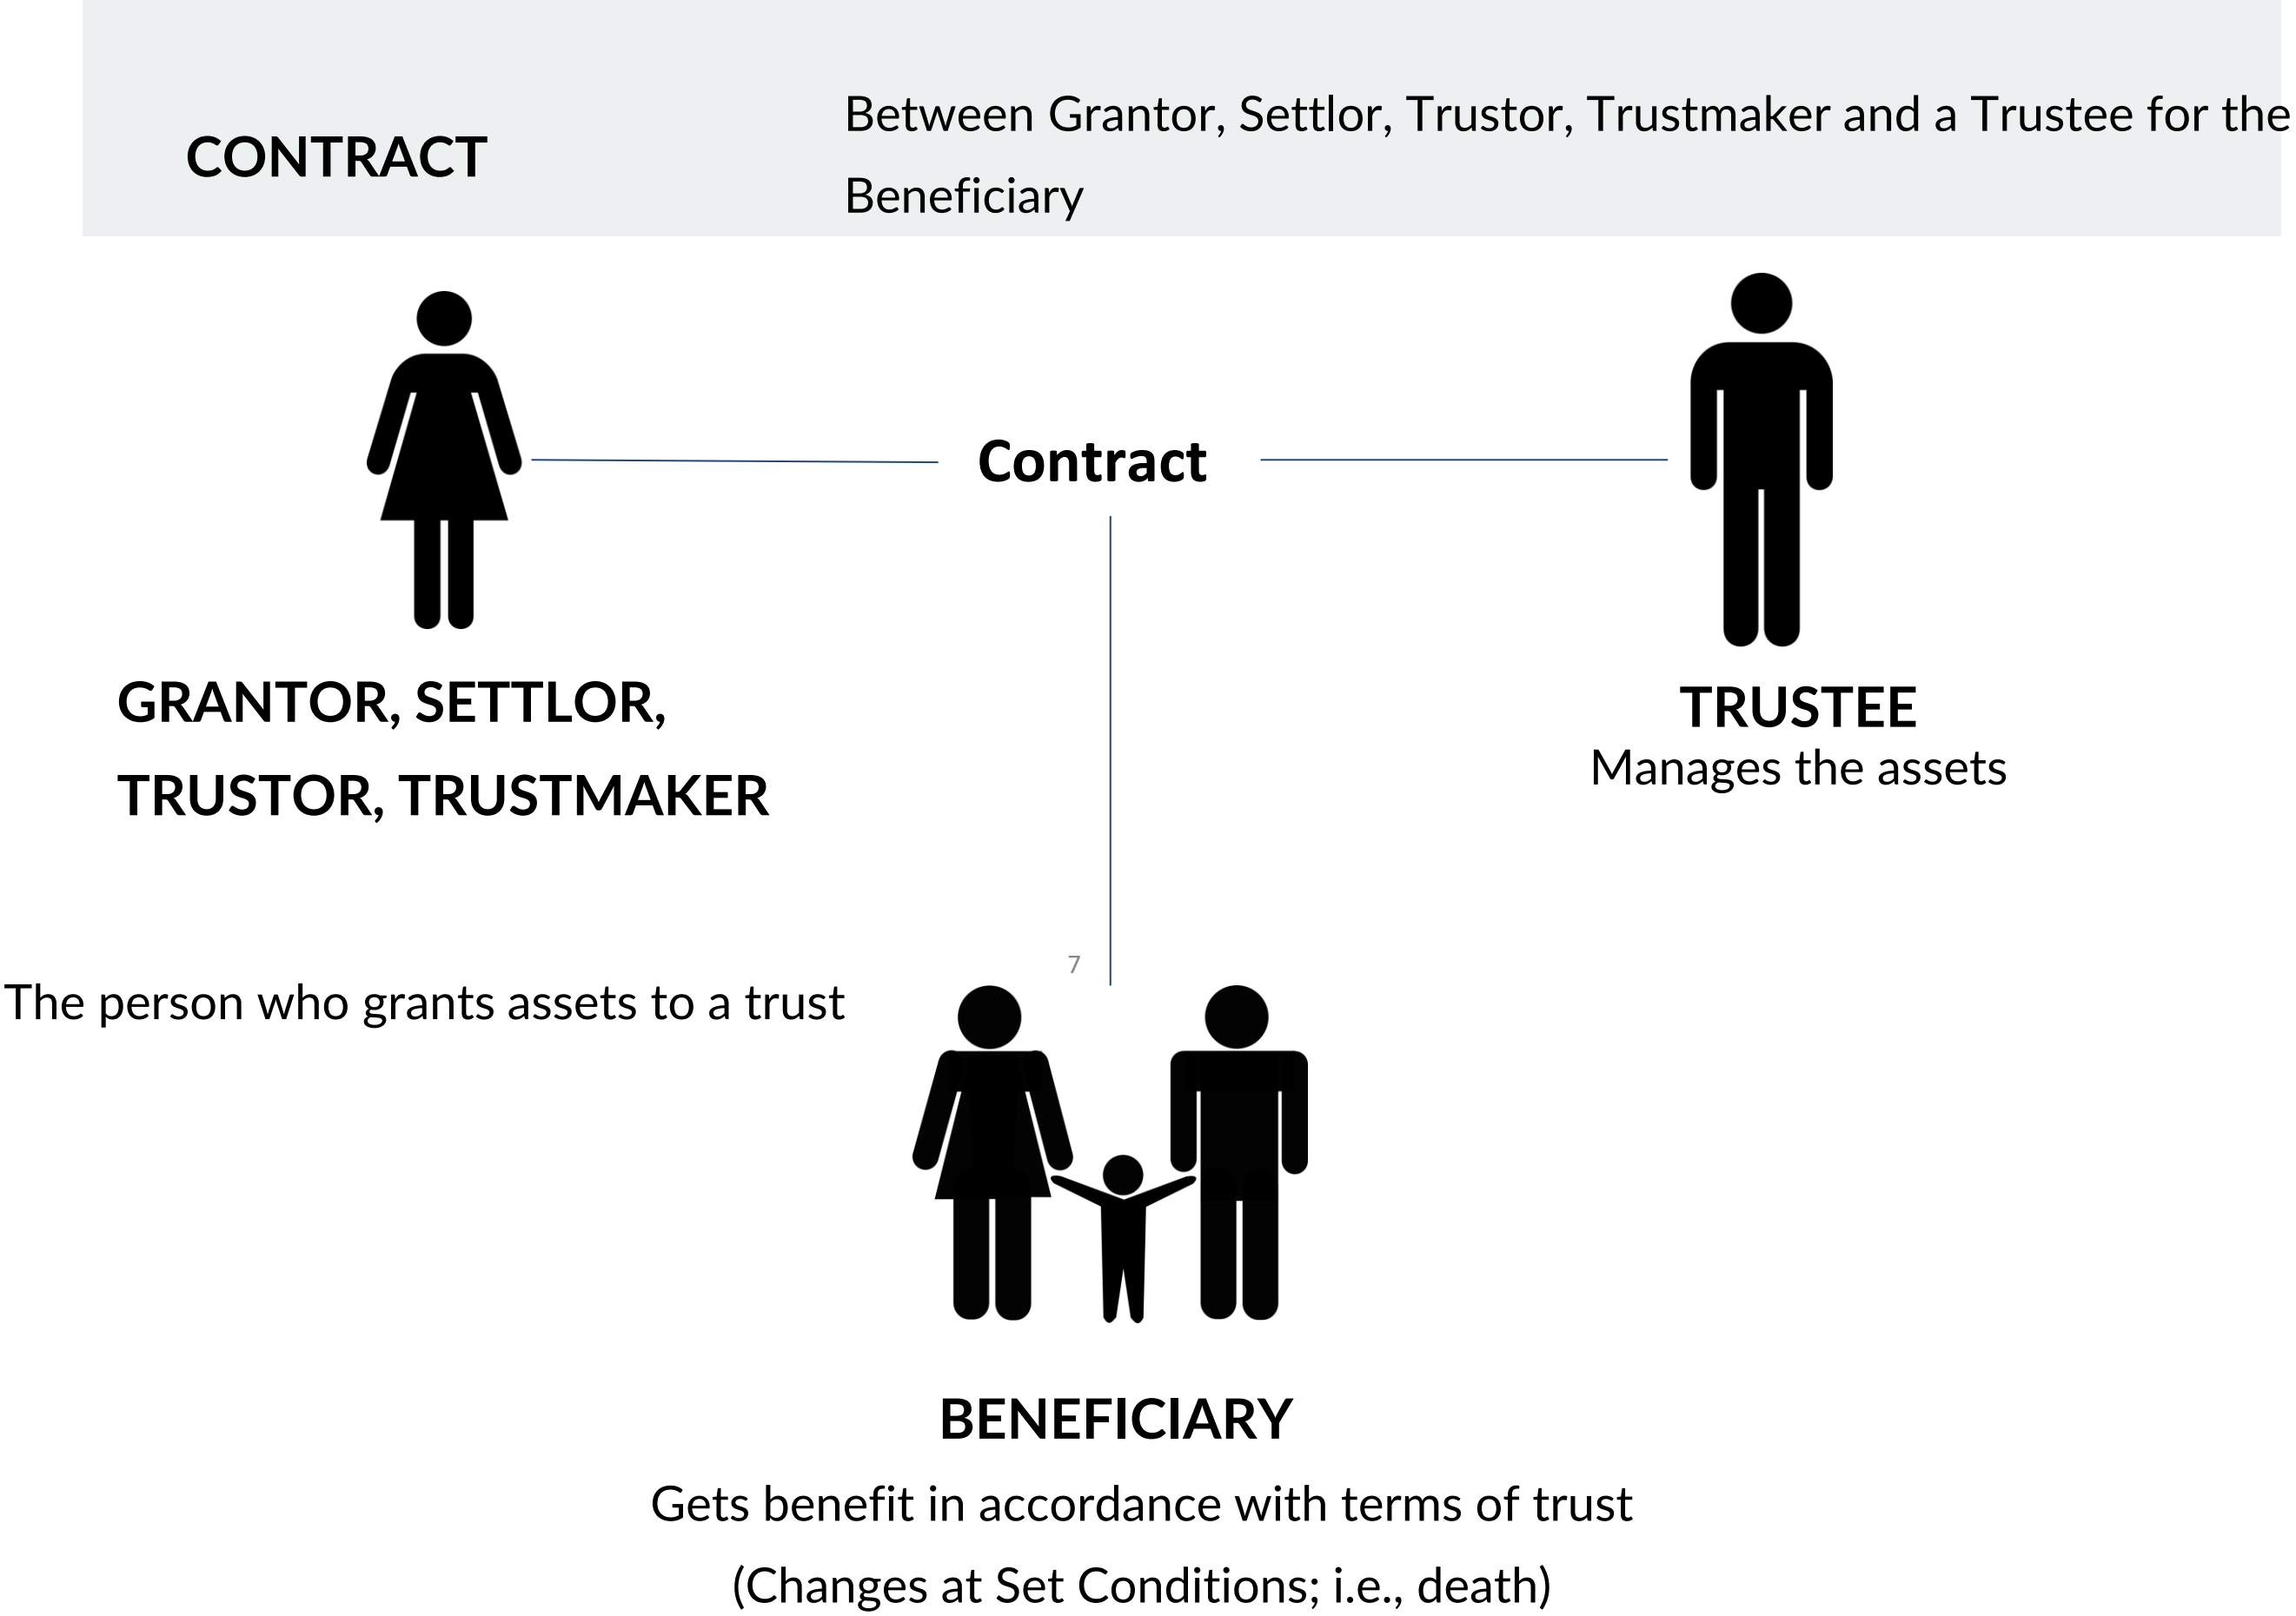 CONTRACT
Between Grantor, Settlor, Trustor, Trustmaker and a Trustee for the
Beneficiary
Contract
GRANTOR, SETTLOR,
TRUSTOR, TRUSTMAKER
The person who grants assets to a trust
TRUSTEE
Manages the assets
7
BENEFICIARY
Gets benefit in accordance with terms of trust
(Changes at Set Conditions; i.e., death)